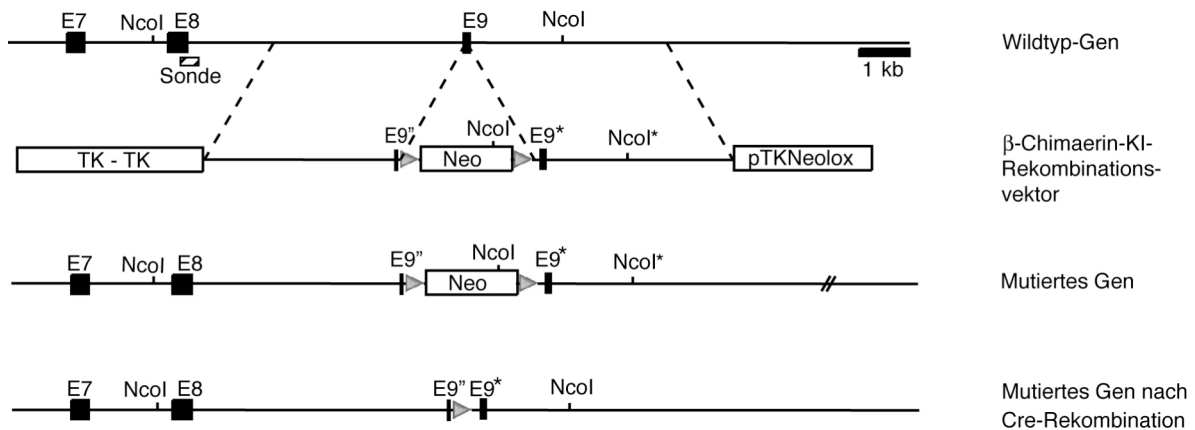 E7 NcoI E8 E9 NcoI
Wildtyp-Gen
Sonde
1 kb
E9" NcoI E9* NcoI*
TK - TK Neo pTKNeolox
β-Chimaerin-KI-
Rekombinations-
vektor
E7 NcoI E8 E9" NcoI E9* NcoI*
Neo
Mutiertes Gen
E7 NcoI E8 E9" E9* NcoI
Mutiertes Gen nach
Cre-Rekombination